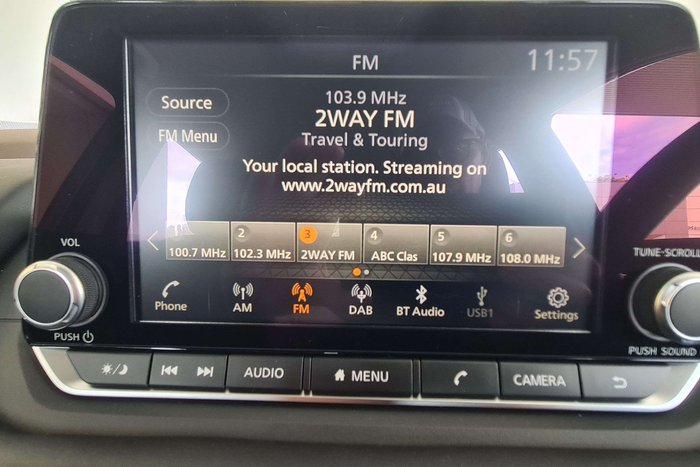 FM
11:57
Source
103.9 MHz
2WAY FM
FM Menu
Travel & Touring
Your local station. Streaming on
www.2wayfm.com.au
100.7 MHz
2
102.3 MHz
3
2WAY FM
4
ABC Clas
5
107.9 MHz
6
108.0 MHz
VOL
TUNE-SCROLL
Phone
AM
FM
DAB
BT Audio
USB1
Settings
PUSH
PUSH SOUND
AUDIO
MENU
CAMERA